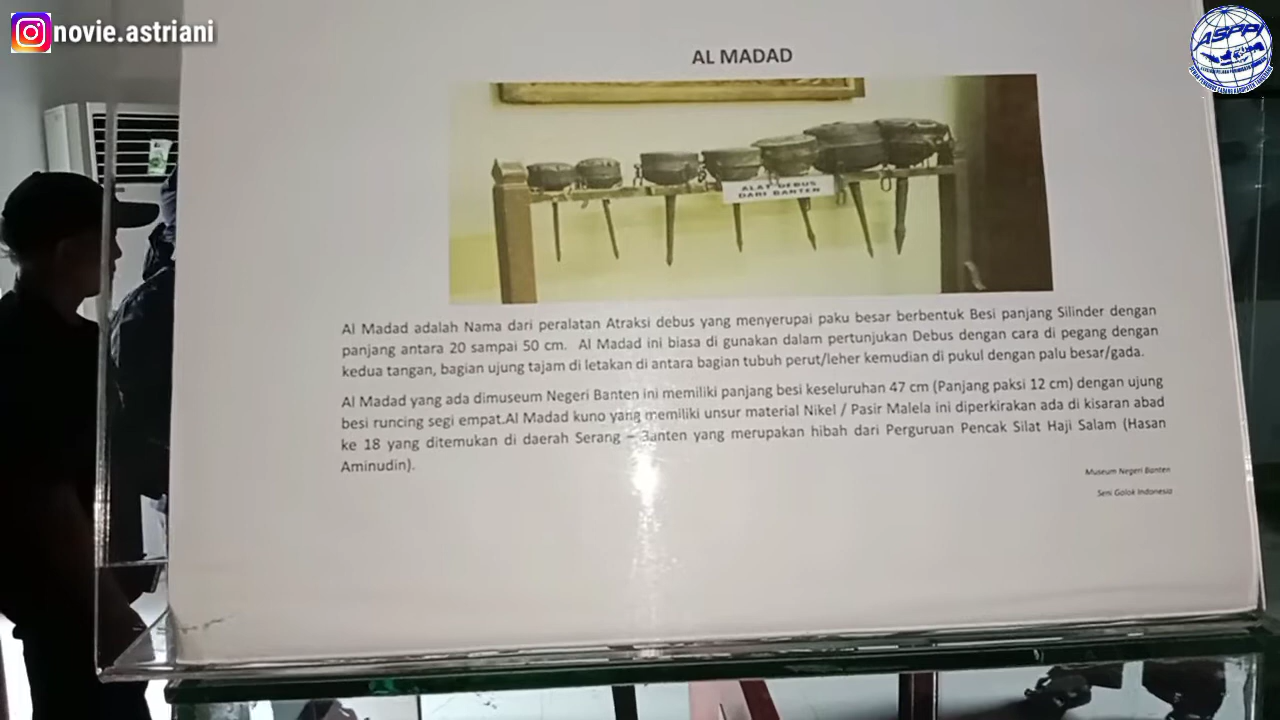 novie.astriani
ASPPI
AL MADAD
ALAT DEBUS
DARI BANTEN
Al Madad adalah Nama dari peralatan Atraksi debus yang menyerupai paku besar berbentuk Besi panjang Silinder dengan
panjang antara 20 sampai 50 cm. Al Madad ini biasa di gunakan dalam pertunjukan Debus dengan cara di pegang dengan
kedua tangan, bagian ujung tajam di letakan di antara bagian tubuh perut/leher kemudian di pukul dengan palu besar/gada.
Al Madad yang ada dimuseum Negeri Banten ini memiliki panjang besi keseluruhan 47 cm (Panjang paksi 12 cm) dengan ujung
besi runcing segi empat.Al Madad kuno yang memiliki unsur material Nikel / Pasir Malela ini diperkirakan ada di kisaran abad
ke 18 yang ditemukan di daerah Serang – Banten yang merupakan hibah dari Perguruan Pencak Silat Haji Salam (Hasan
Aminudin).
Museum Negeri Banten
Seni Golok Indonesia